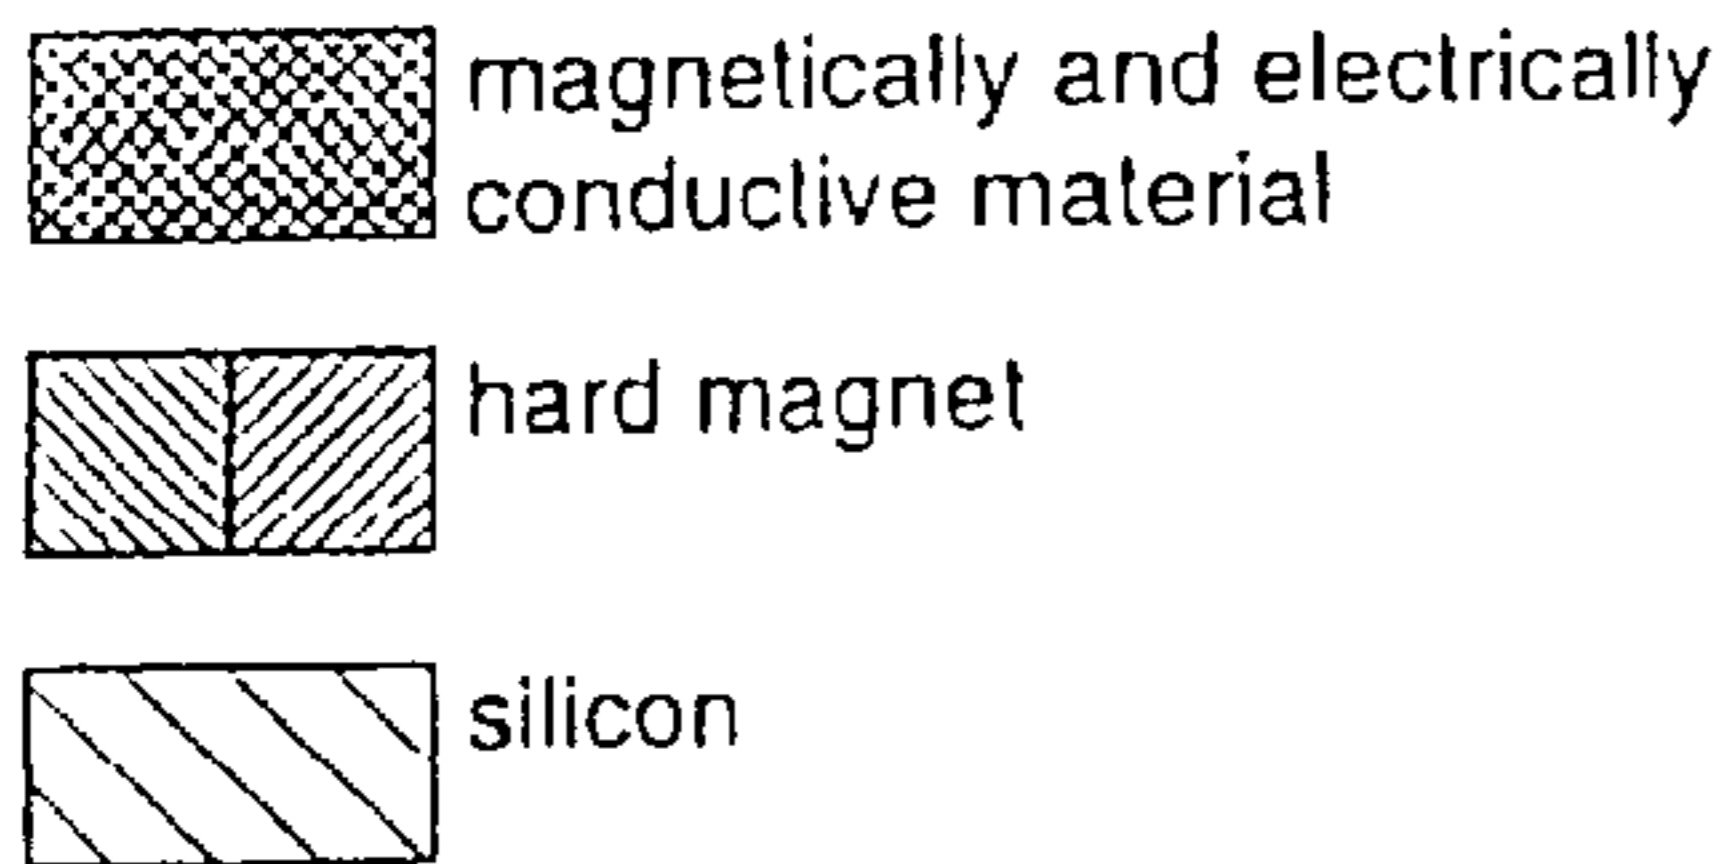 magnetically and electrically
conductive material
hard magnet
silicon